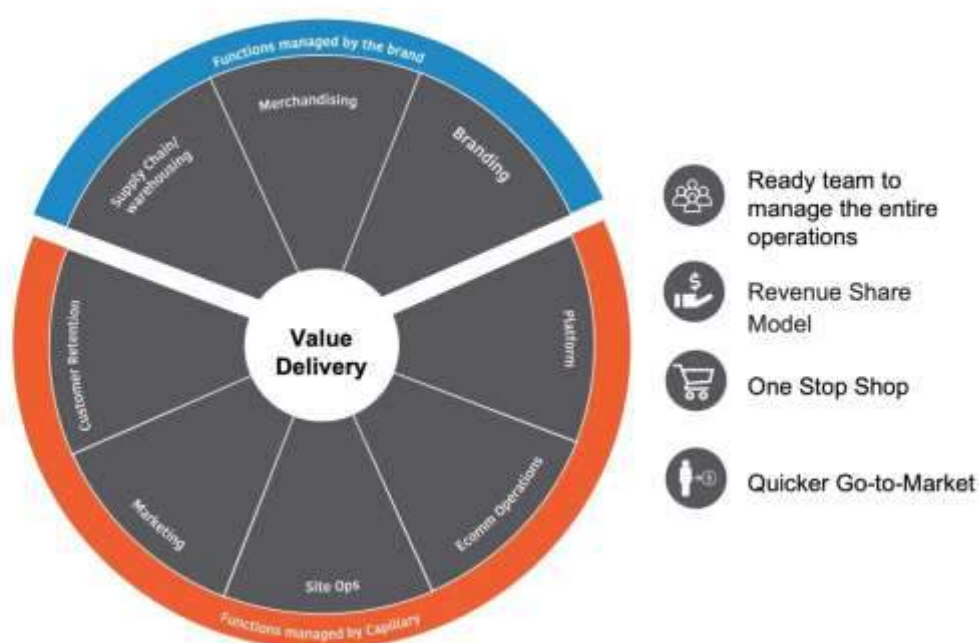 Functions managed by the brand
Supply Chain/
warehousing
Merchandising
Branding
Customer Retention
Value
Delivery
Platform
Marketing
Site Ops
Ecomm Operations
Functions managed by Capillary
Ready team to
manage the entire
operations
$
Revenue Share
Model
One Stop Shop
Quicker Go-to-Market